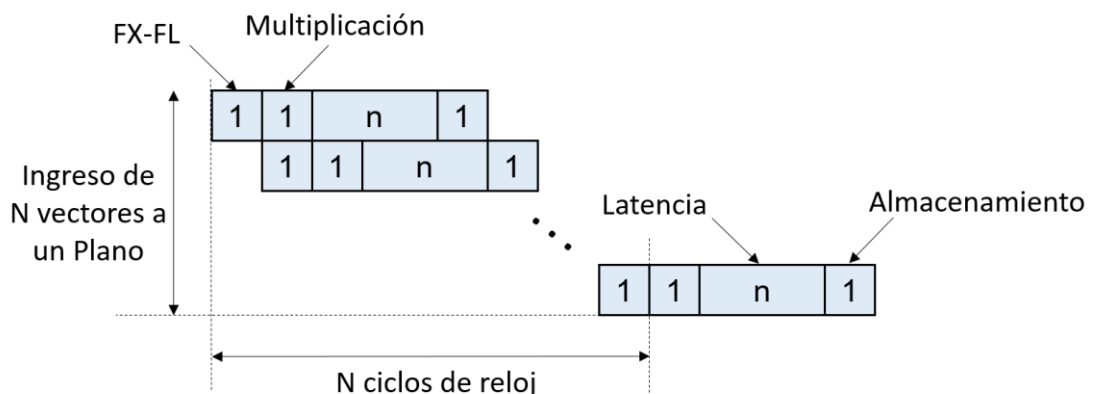 FX-FL
Multiplicación
1 1 n 1
1 1 n 1
Ingreso de
N vectores a
un Plano
Latencia
Almacenamiento
1 1 n 1
N ciclos de reloj